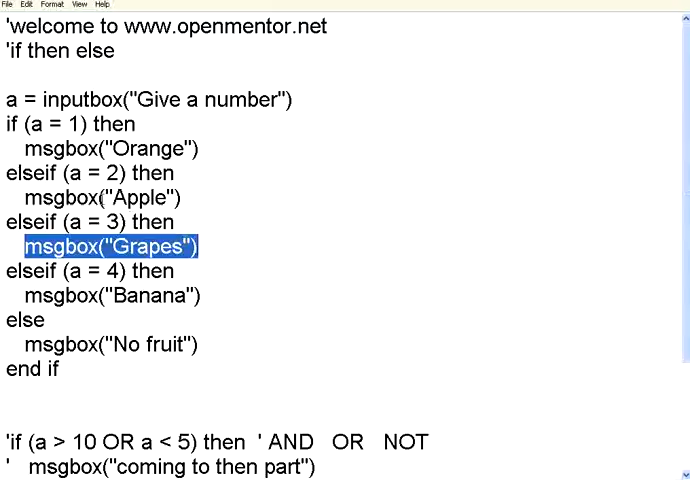 File Edit Format View Help
'welcome to www.openmentor.net
'if then else
a = inputbox("Give a number")
if (a = 1) then
msgbox("Orange")
elseif (a = 2) then
msgbox("Apple")
elseif (a = 3) then
msgbox("Grapes")
elseif (a = 4) then
msgbox("Banana")
else
msgbox("No fruit")
end if
'if (a > 10 OR a < 5) then ' AND OR NOT
' msgbox("coming to then part")